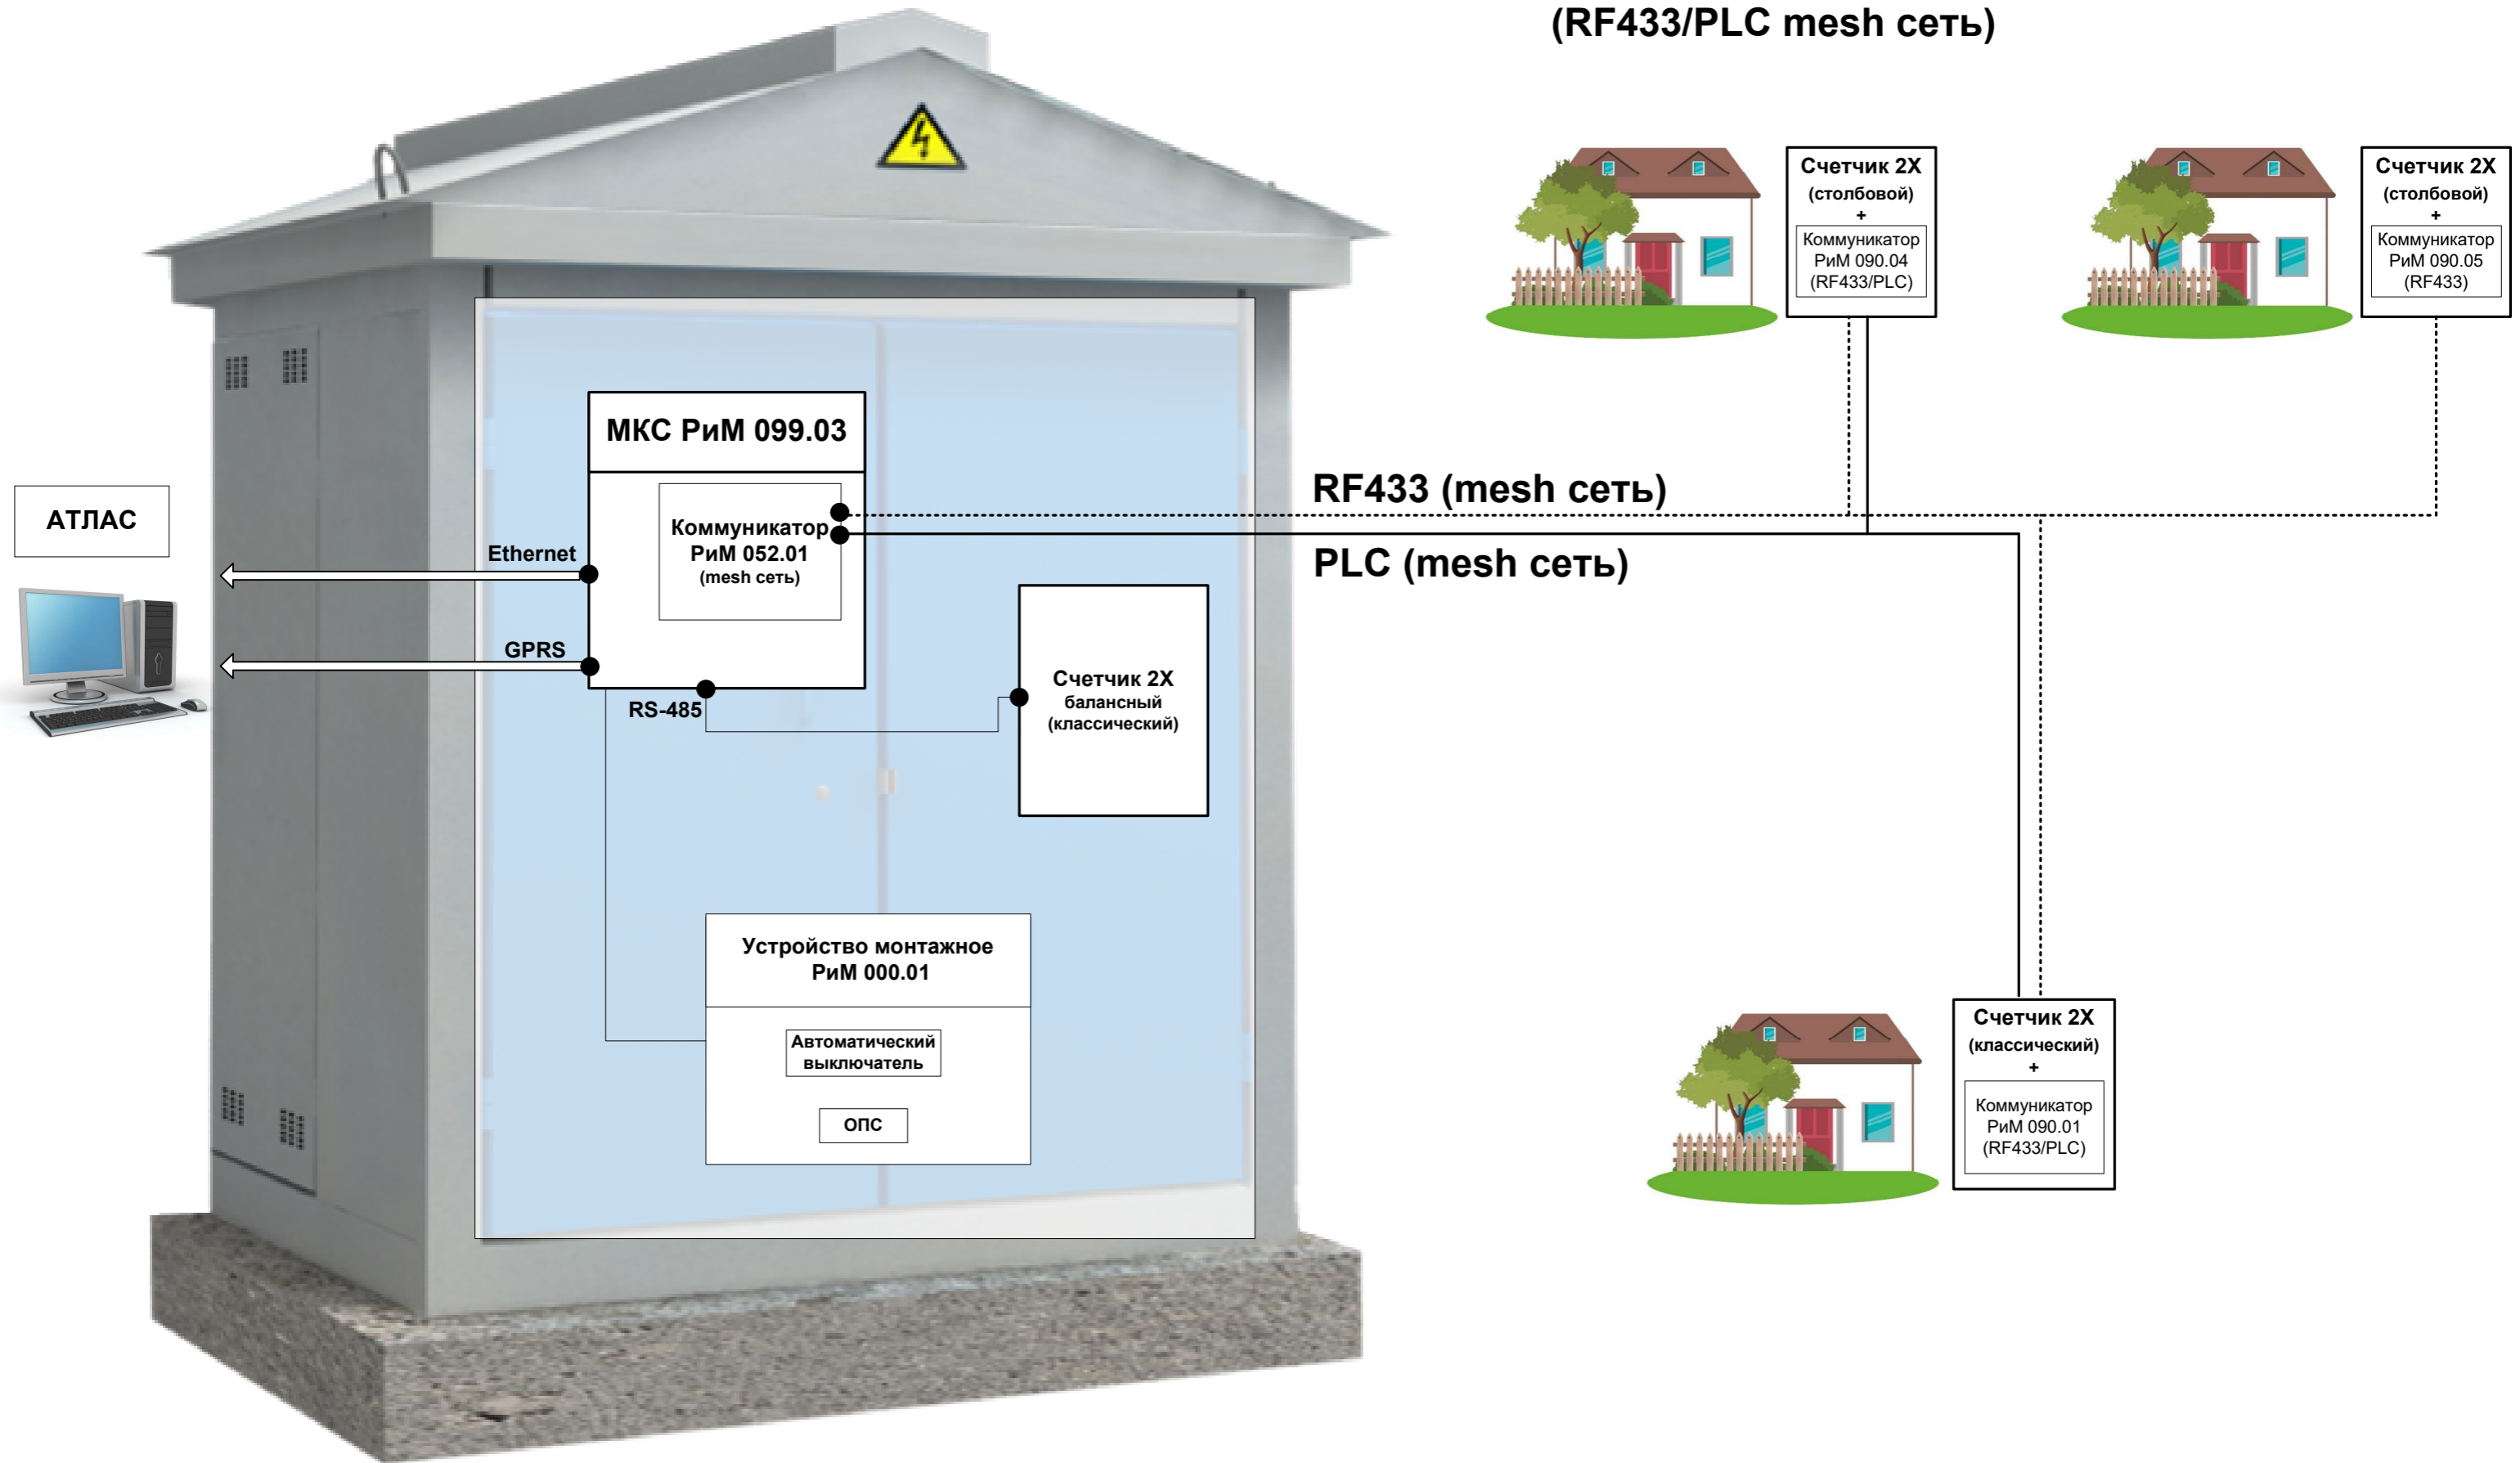 (RF433/PLC mesh сеть)
Счетчик 2Х
(столбовой)
+
Коммуникатор
РиМ 090.04
(RF433/PLC)
Счетчик 2Х
(столбовой)
+
Коммуникатор
РиМ 090.05
(RF433)
МКС РиМ 099.03
Коммуникатор
РиМ 052.01
(mesh сеть)
RF433 (mesh сеть)
PLC (mesh сеть)
АТЛАС
Ethernet
GPRS
RS-485
Счетчик 2Х
балансный
(классический)
Устройство монтажное
РиМ 000.01
Автоматический
выключатель
ОПС
Счетчик 2Х
(классический)
+
Коммуникатор
РиМ 090.01
(RF433/PLC)